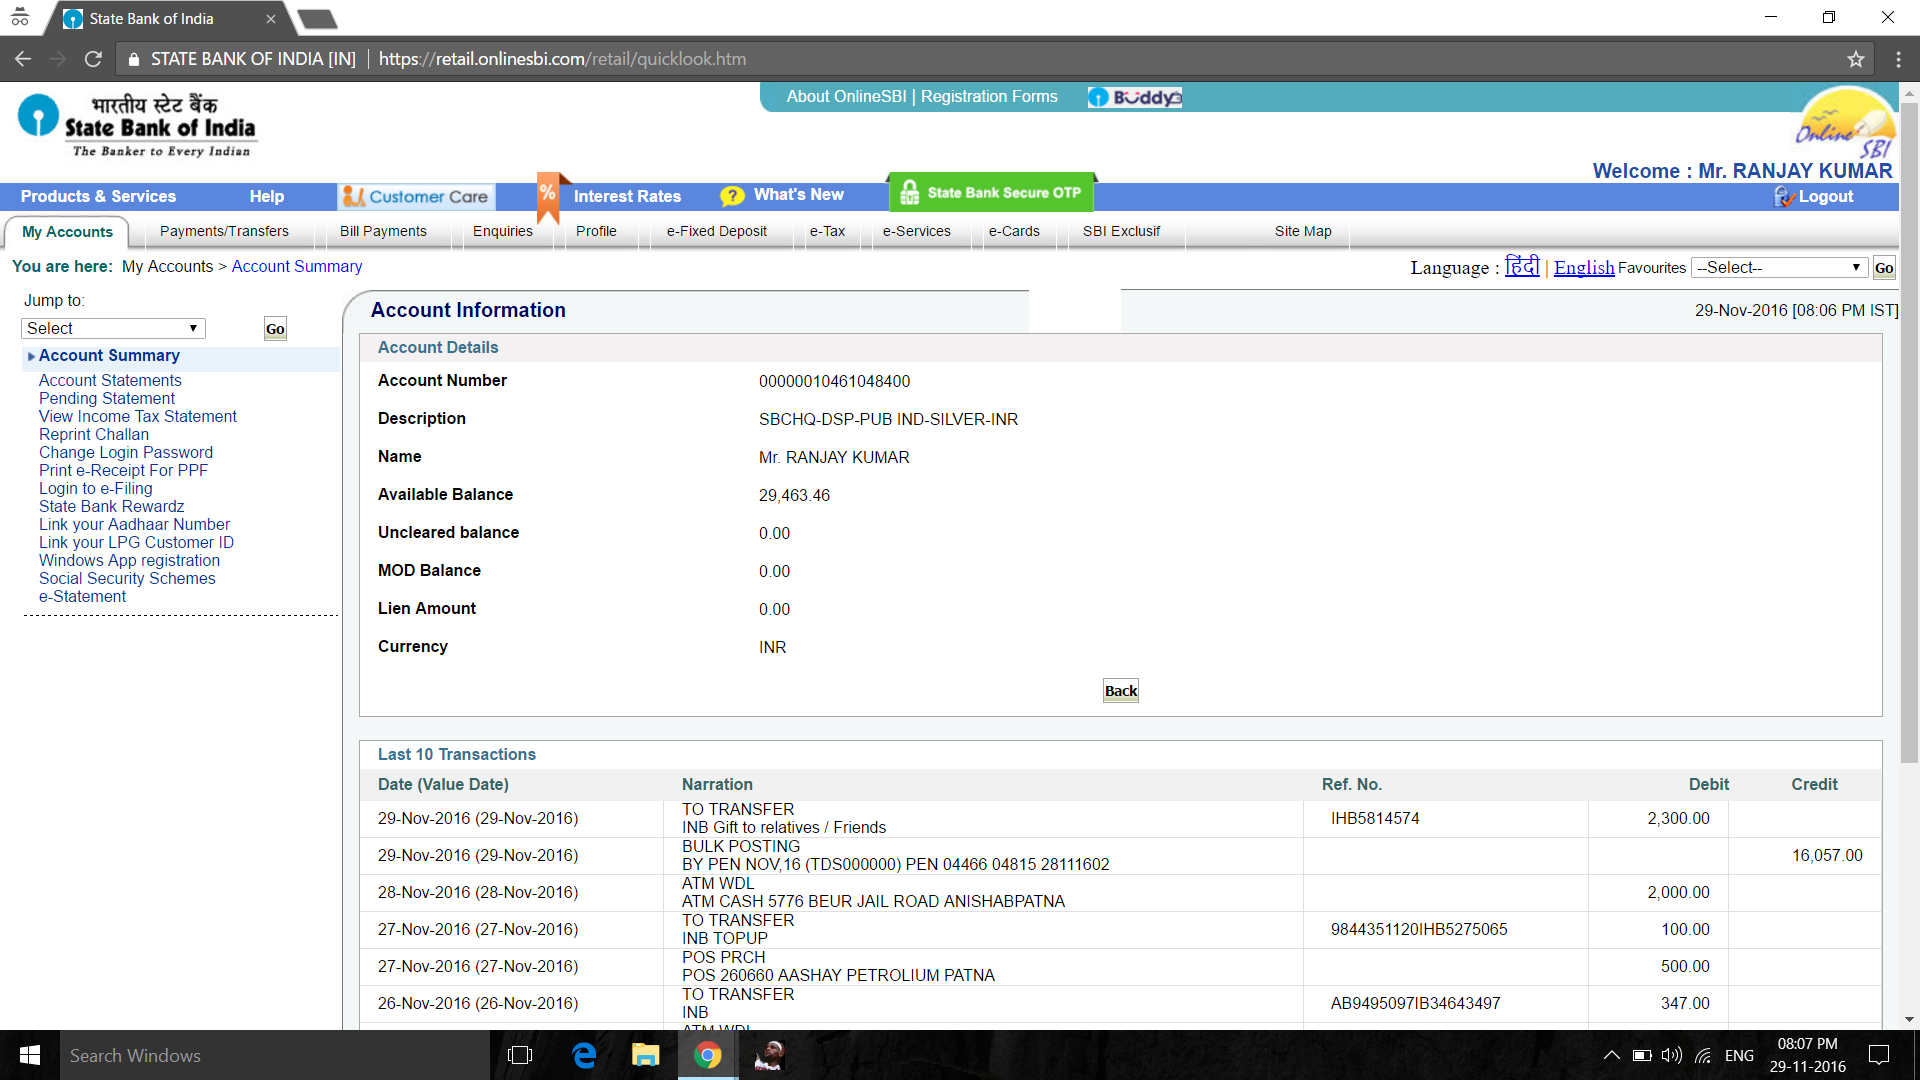 State Bank of India
STATE BANK OF INDIA [IN] https://retail.onlinesbi.com/retail/quicklook.htm
भारतीय स्टेट बैंक
State Bank of India
The Banker to Every Indian
About OnlineSBI | Registration Forms Buddy
Online SBI
Welcome : Mr. RANJAY KUMAR
Products & Services Help Customer Care % Interest Rates ? What's New State Bank Secure OTP Logout
My Accounts Payments/Transfers Bill Payments Enquiries Profile e-Fixed Deposit e-Tax e-Services e-Cards SBI Exclusif Site Map
You are here: My Accounts > Account Summary
Language : हिंदी | English Favourites --Select-- Go
Jump to:
Select Go
Account Summary
Account Statements
Pending Statement
View Income Tax Statement
Reprint Challan
Change Login Password
Print e-Receipt For PPF
Login to e-Filing
State Bank Rewardz
Link your Aadhaar Number
Link your LPG Customer ID
Windows App registration
Social Security Schemes
e-Statement
Account Information
29-Nov-2016 [08:06 PM IST]
Account Details
Account Number 00000010461048400
Description SBCHQ-DSP-PUB IND-SILVER-INR
Name Mr. RANJAY KUMAR
Available Balance 29,463.46
Uncleared balance 0.00
MOD Balance 0.00
Lien Amount 0.00
Currency INR
Back
Last 10 Transactions
Date (Value Date) Narration Ref. No. Debit Credit
29-Nov-2016 (29-Nov-2016) TO TRANSFER
INB Gift to relatives / Friends IHB5814574 2,300.00
29-Nov-2016 (29-Nov-2016) BULK POSTING
BY PEN NOV,16 (TDS000000) PEN 04466 04815 28111602 16,057.00
28-Nov-2016 (28-Nov-2016) ATM WDL
ATM CASH 5776 BEUR JAIL ROAD ANISHABPATNA 2,000.00
27-Nov-2016 (27-Nov-2016) TO TRANSFER
INB TOPUP 9844351120IHB5275065 100.00
27-Nov-2016 (27-Nov-2016) POS PRCH
POS 260660 AASHAY PETROLIUM PATNA 500.00
26-Nov-2016 (26-Nov-2016) TO TRANSFER
INB AB9495097IB34643497 347.00
ATM WDL
Search Windows
ENG
08:07 PM
29-11-2016